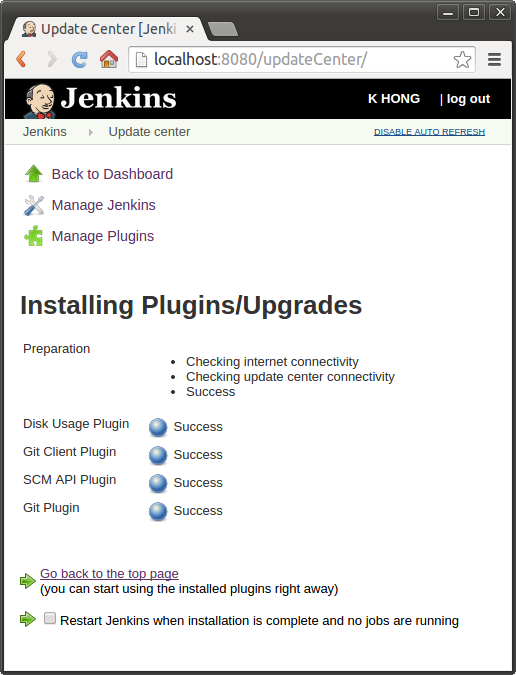 Update Center [Jenki
localhost:8080/updateCenter/
Jenkins
K HONG | log out
Jenkins Update center DISABLE AUTO REFRESH
Back to Dashboard
Manage Jenkins
Manage Plugins
Installing Plugins/Upgrades
Preparation
• Checking internet connectivity
• Checking update center connectivity
• Success
Disk Usage Plugin Success
Git Client Plugin Success
SCM API Plugin Success
Git Plugin Success
Go back to the top page
(you can start using the installed plugins right away)
Restart Jenkins when installation is complete and no jobs are running